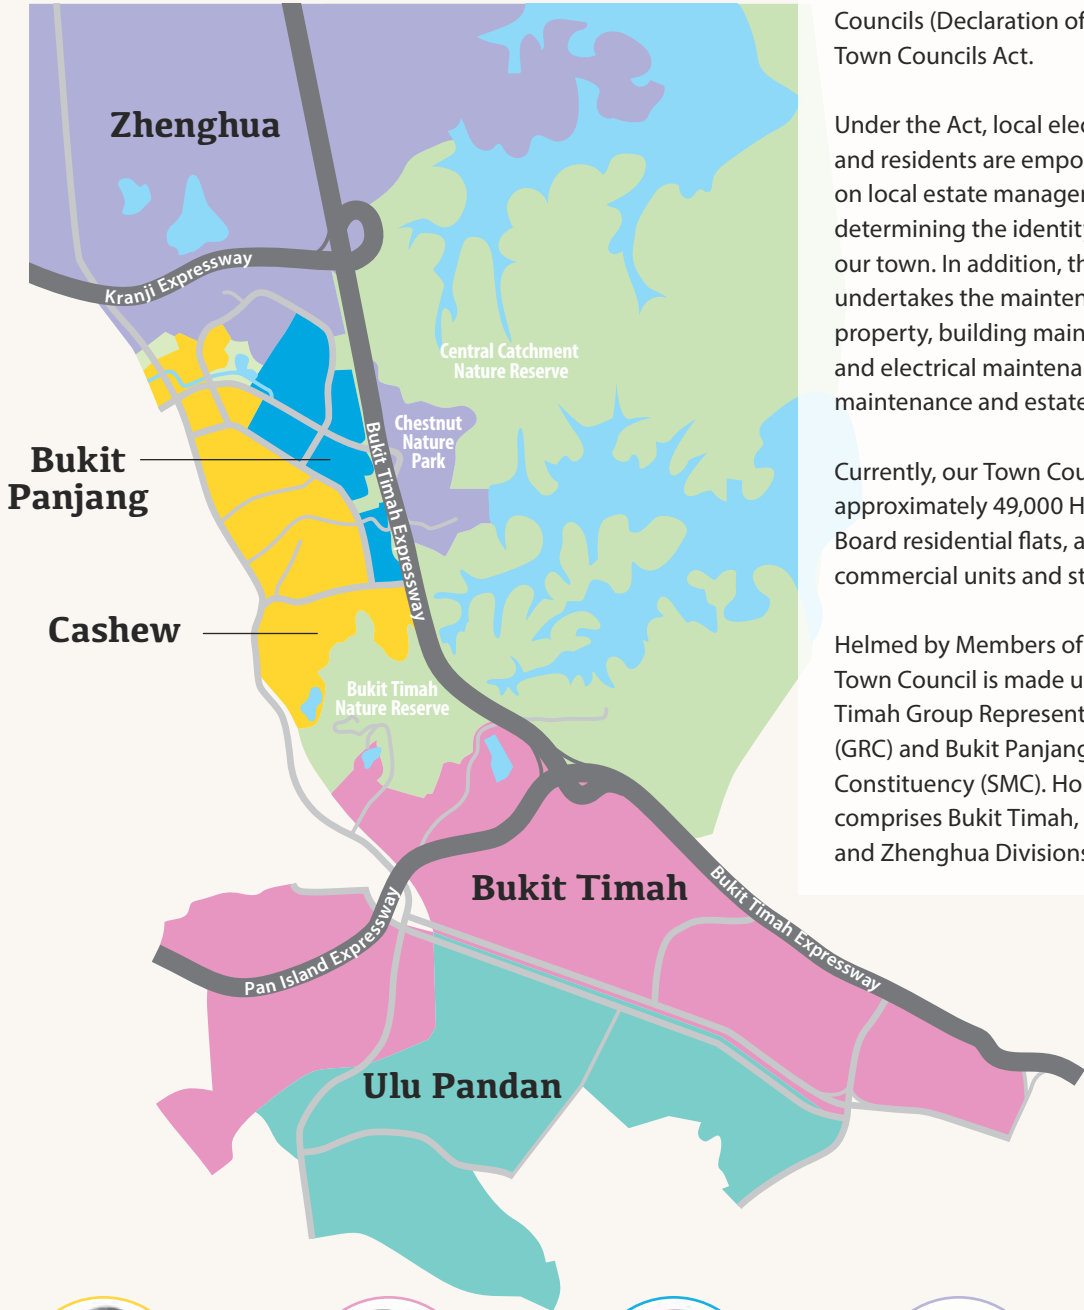 Zhenghua
Kranji Expressway
Central Catchment
Nature Reserve
Chestnut
Nature
Park
Bukit Timah Expressway
Bukit
Panjang
Cashew
Bukit Timah
Nature Reserve
Bukit Timah
Bukit Timah Expressway
Pan Island Expressway
Ulu Pandan
Councils (Declaration of
Town Councils Act.
Under the Act, local elec
and residents are empo
on local estate manager
determining the identity
our town. In addition, th
undertakes the mainten
property, building main
and electrical maintena
maintenance and estate
Currently, our Town Cou
approximately 49,000 H
Board residential flats, a
commercial units and st
Helmed by Members of
Town Council is made u
Timah Group Represent
(GRC) and Bukit Panjang
Constituency (SMC). Ho
comprises Bukit Timah,
and Zhenghua Divisions